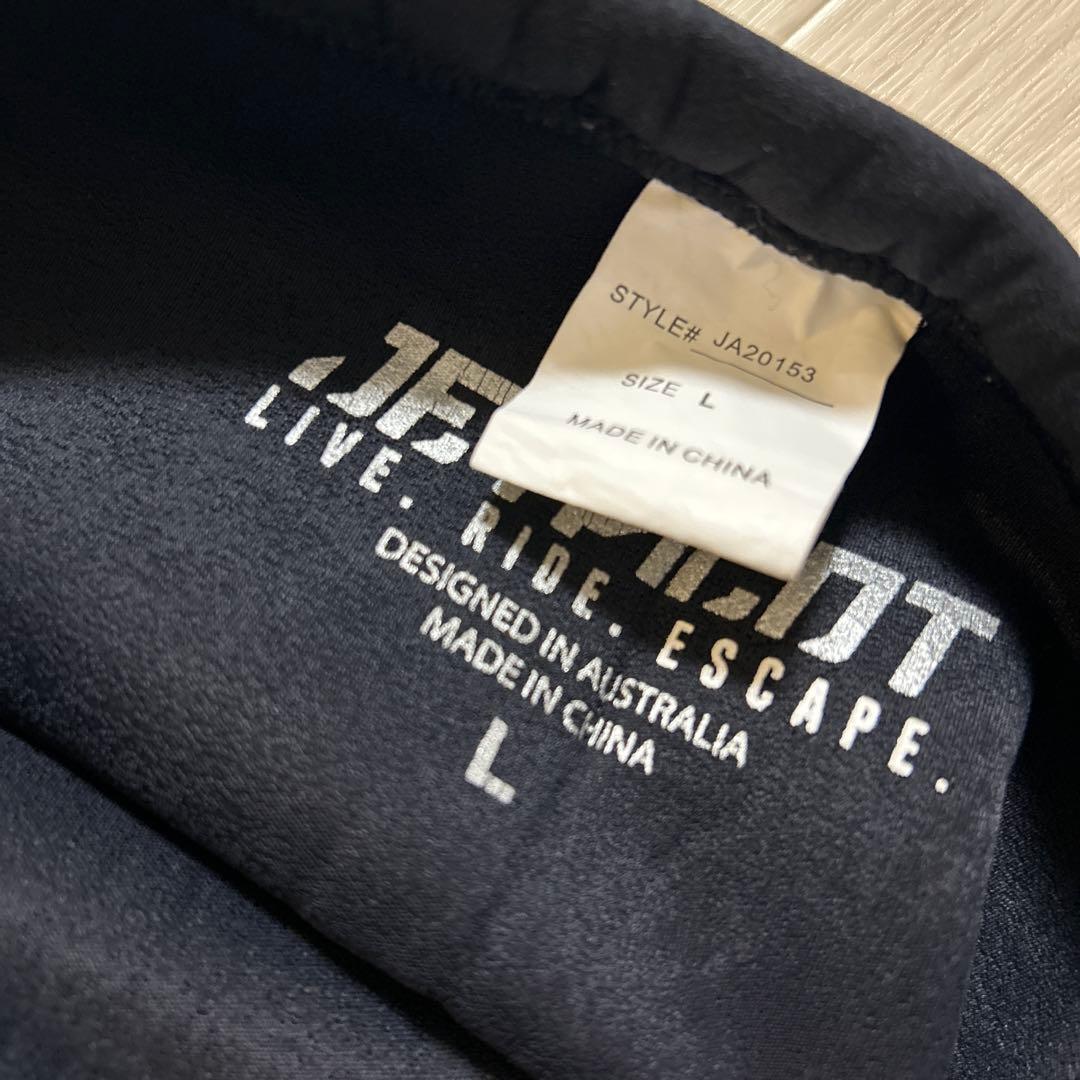 STYLE# JA20153
SIZE L
MADE IN CHINA
LIVE. RIDE. ESCAPE.
DESIGNED IN AUSTRALIA
MADE IN CHINA
L